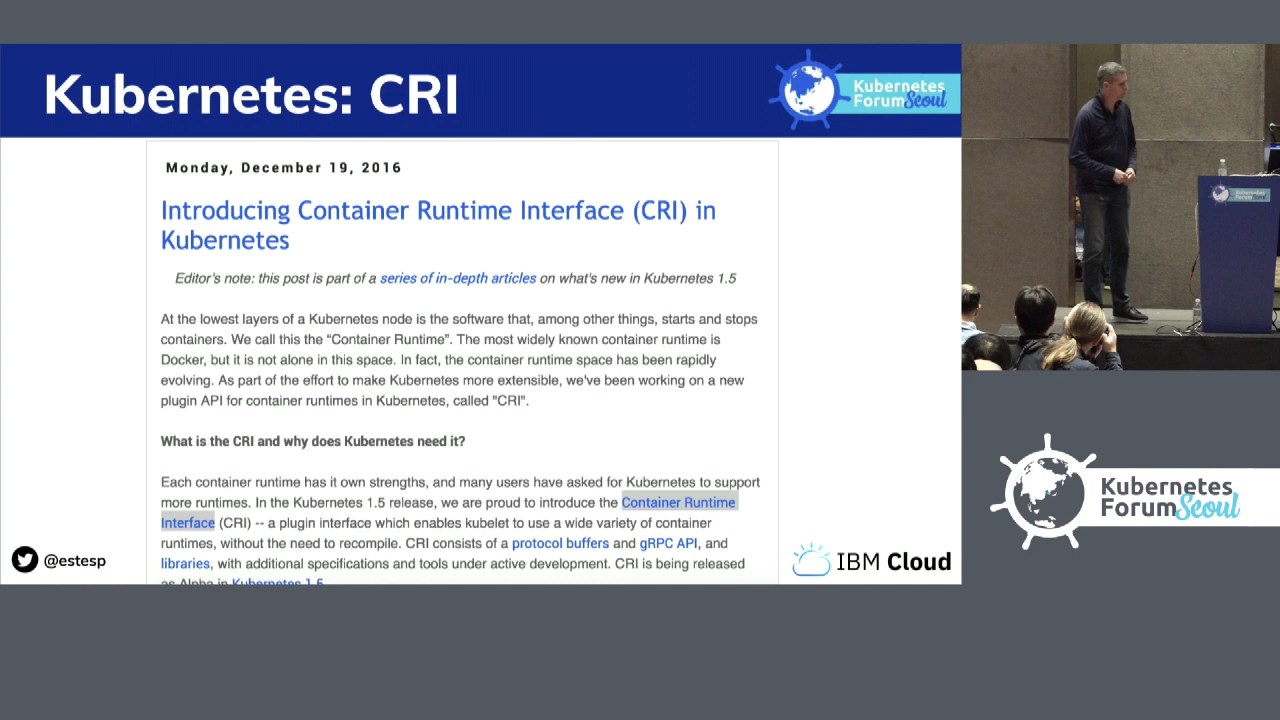 Kubernetes: CRI
Kubernetes
Forum Seoul
Monday, December 19, 2016
Introducing Container Runtime Interface (CRI) in
Kubernetes
Editor's note: this post is part of a series of in-depth articles on what's new in Kubernetes 1.5
At the lowest layers of a Kubernetes node is the software that, among other things, starts and stops
containers. We call this the “Container Runtime”. The most widely known container runtime is
Docker, but it is not alone in this space. In fact, the container runtime space has been rapidly
evolving. As part of the effort to make Kubernetes more extensible, we've been working on a new
plugin API for container runtimes in Kubernetes, called "CRI".
What is the CRI and why does Kubernetes need it?
Each container runtime has it own strengths, and many users have asked for Kubernetes to support
more runtimes. In the Kubernetes 1.5 release, we are proud to introduce the Container Runtime
Interface (CRI) -- a plugin interface which enables kubelet to use a wide variety of container
runtimes, without the need to recompile. CRI consists of a protocol buffers and gRPC API, and
libraries, with additional specifications and tools under active development. CRI is being released
as Alpha in Kubernetes 1.5.
@estesp
IBM Cloud
Kubernetes
Forum Seoul
Kubernetes
Forum Seoul